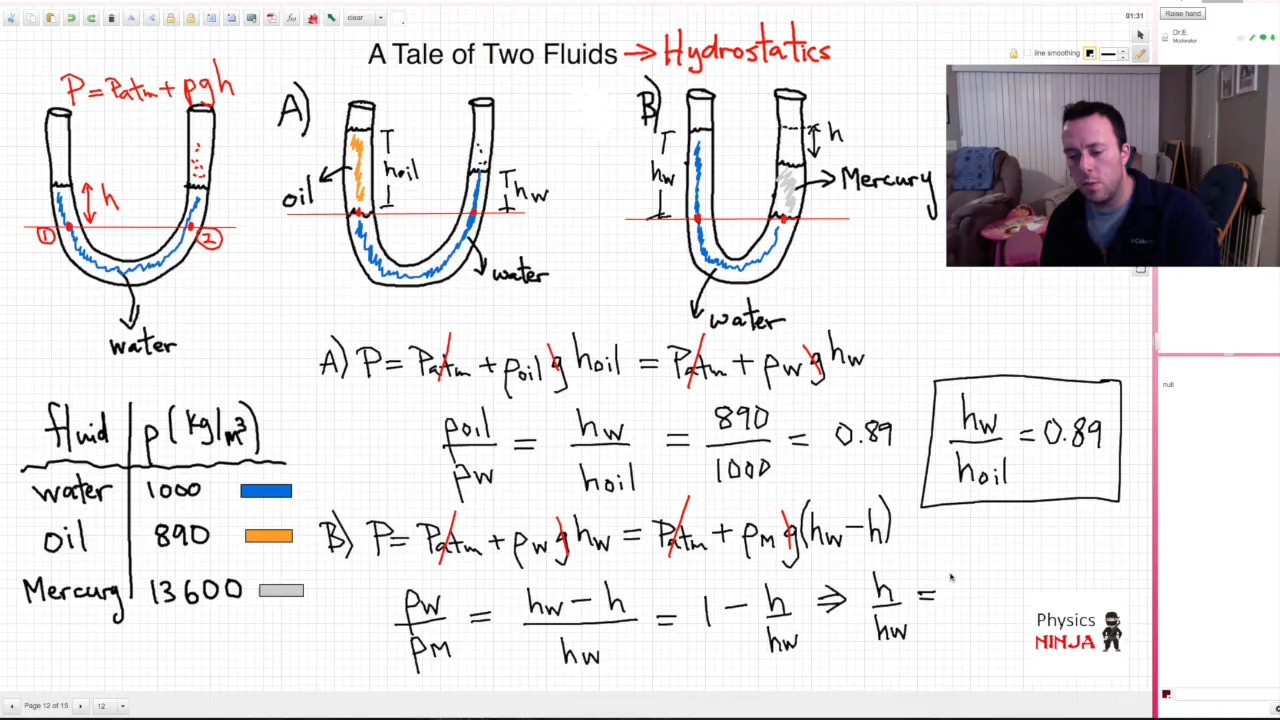 clear
01:31
Raise hand
Dr.E.
Moderator
line smoothing
A Tale of Two Fluids → Hydrostatics
P = Patm + ρgh
h
① ②
water
A)
oil
hoil
hw
water
B)
hw
h
Mercury
water
A) P = Patm + ρoil g hoil = Patm + ρw g hw
ρoil/ρw = hw/hoil = 890/1000 = 0.89
hw/hoil = 0.89
fluid ρ (kg/m³)
water 1000
oil 890
Mercury 13600
B) P = Patm + ρw g hw = Patm + ρM g (hw - h)
ρw/ρM = (hw - h)/hw = 1 - h/hw ⇒ h/hw =
Physics
NINJA
null
Page 12 of 15
12